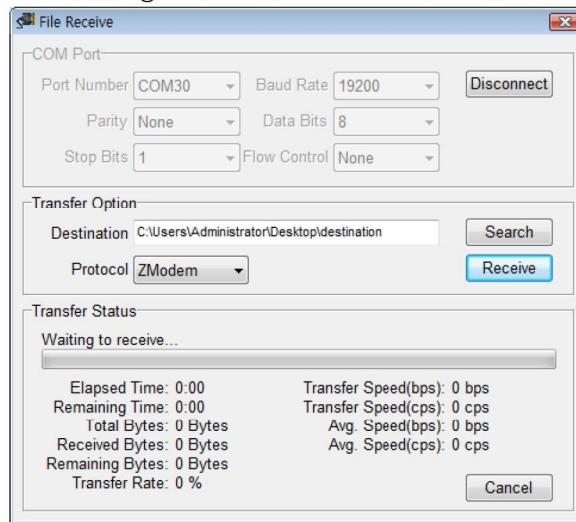 File Receive
COM Port
Port Number COM30 Baud Rate 19200 Disconnect
Parity None Data Bits 8
Stop Bits 1 Flow Control None
Transfer Option
Destination C:\Users\Administrator\Desktop\destination Search
Protocol ZModem Receive
Transfer Status
Waiting to receive...
Elapsed Time: 0:00 Transfer Speed(bps): 0 bps
Remaining Time: 0:00 Transfer Speed(cps): 0 cps
Total Bytes: 0 Bytes Avg. Speed(bps): 0 bps
Received Bytes: 0 Bytes Avg. Speed(cps): 0 cps
Remaining Bytes: 0 Bytes
Transfer Rate: 0 % Cancel